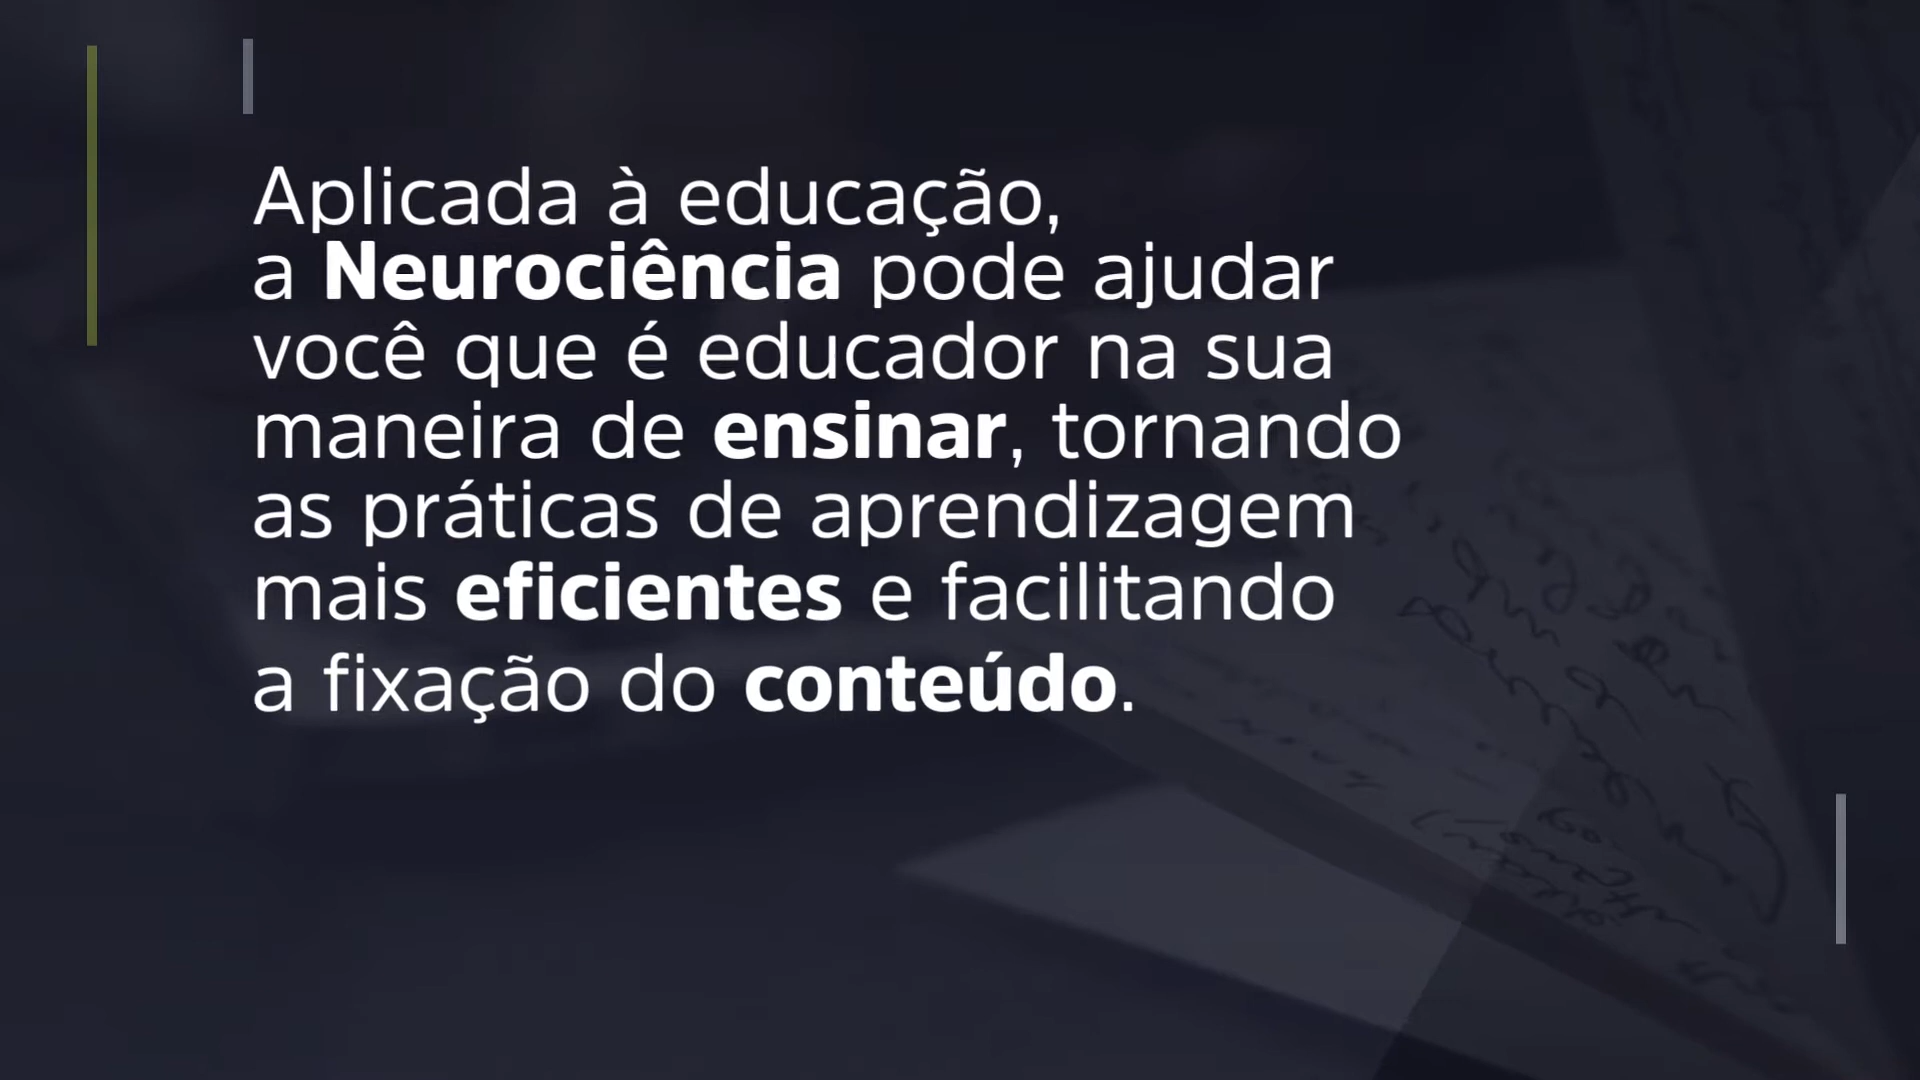 Aplicada à educação,
a Neurociência pode ajudar
você que é educador na sua
maneira de ensinar, tornando
as práticas de aprendizagem
mais eficientes e facilitando
a fixação do conteúdo.